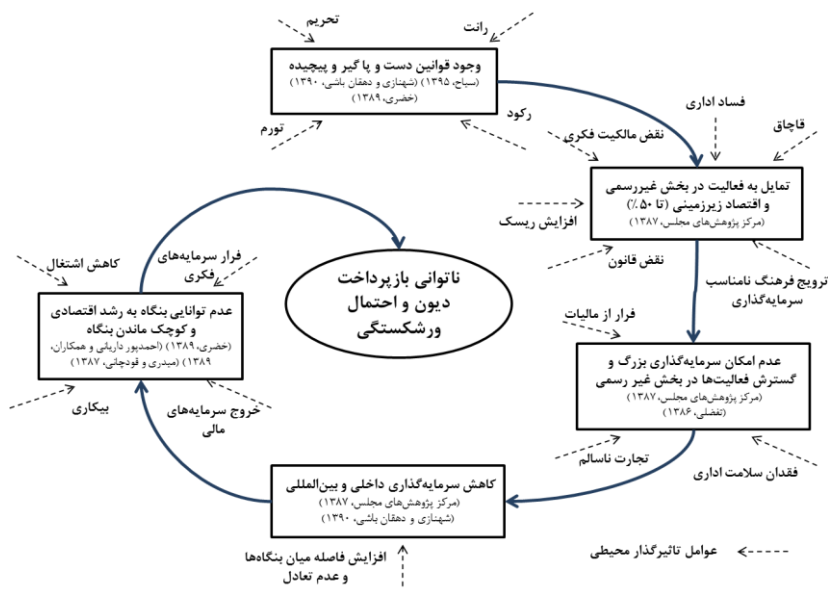 تحریم
رانت
وجود قوانین دست و پا گیر و پیچیده
(سیاح، ۱۳۹۵) (شهنازی و دهقان باشی، ۱۳۹۰)
(خضری، ۱۳۸۹)
تورم
رکود
فساد اداری
قاچاق
نقض مالکیت فکری
تمایل به فعالیت در بخش غیررسمی
و اقتصاد زیرزمینی (تا ۵۰٪)
(مرکز پژوهش‌های مجلس، ۱۳۸۷)
افزایش ریسک
نقض قانون
ترویج فرهنگ نامناسب
سرمایه‌گذاری
فرار از مالیات
عدم امکان سرمایه‌گذاری بزرگ و
گسترش فعالیت‌ها در بخش غیر رسمی
(مرکز پژوهش‌های مجلس، ۱۳۸۷)
(تفضلی، ۱۳۸۶)
تجارت ناسالم
فقدان سلامت اداری
کاهش سرمایه‌گذاری داخلی و بین‌المللی
(مرکز پژوهش‌های مجلس، ۱۳۸۷)
(شهنازی و دهقان باشی، ۱۳۹۰)
افزایش فاصله میان بنگاه‌ها
و عدم تعادل
کاهش اشتغال
فرار سرمایه‌های
فکری
عدم توانایی بنگاه به رشد اقتصادی
و کوچک ماندن بنگاه
(خضری، ۱۳۸۹) (احمدپور داریانی و همکاران،
۱۳۸۹) (میدری و قودجانی، ۱۳۸۷)
بیکاری
خروج سرمایه‌های
مالی
ناتوانی بازپرداخت
دیون و احتمال
ورشکستگی
عوامل تاثیرگذار محیطی